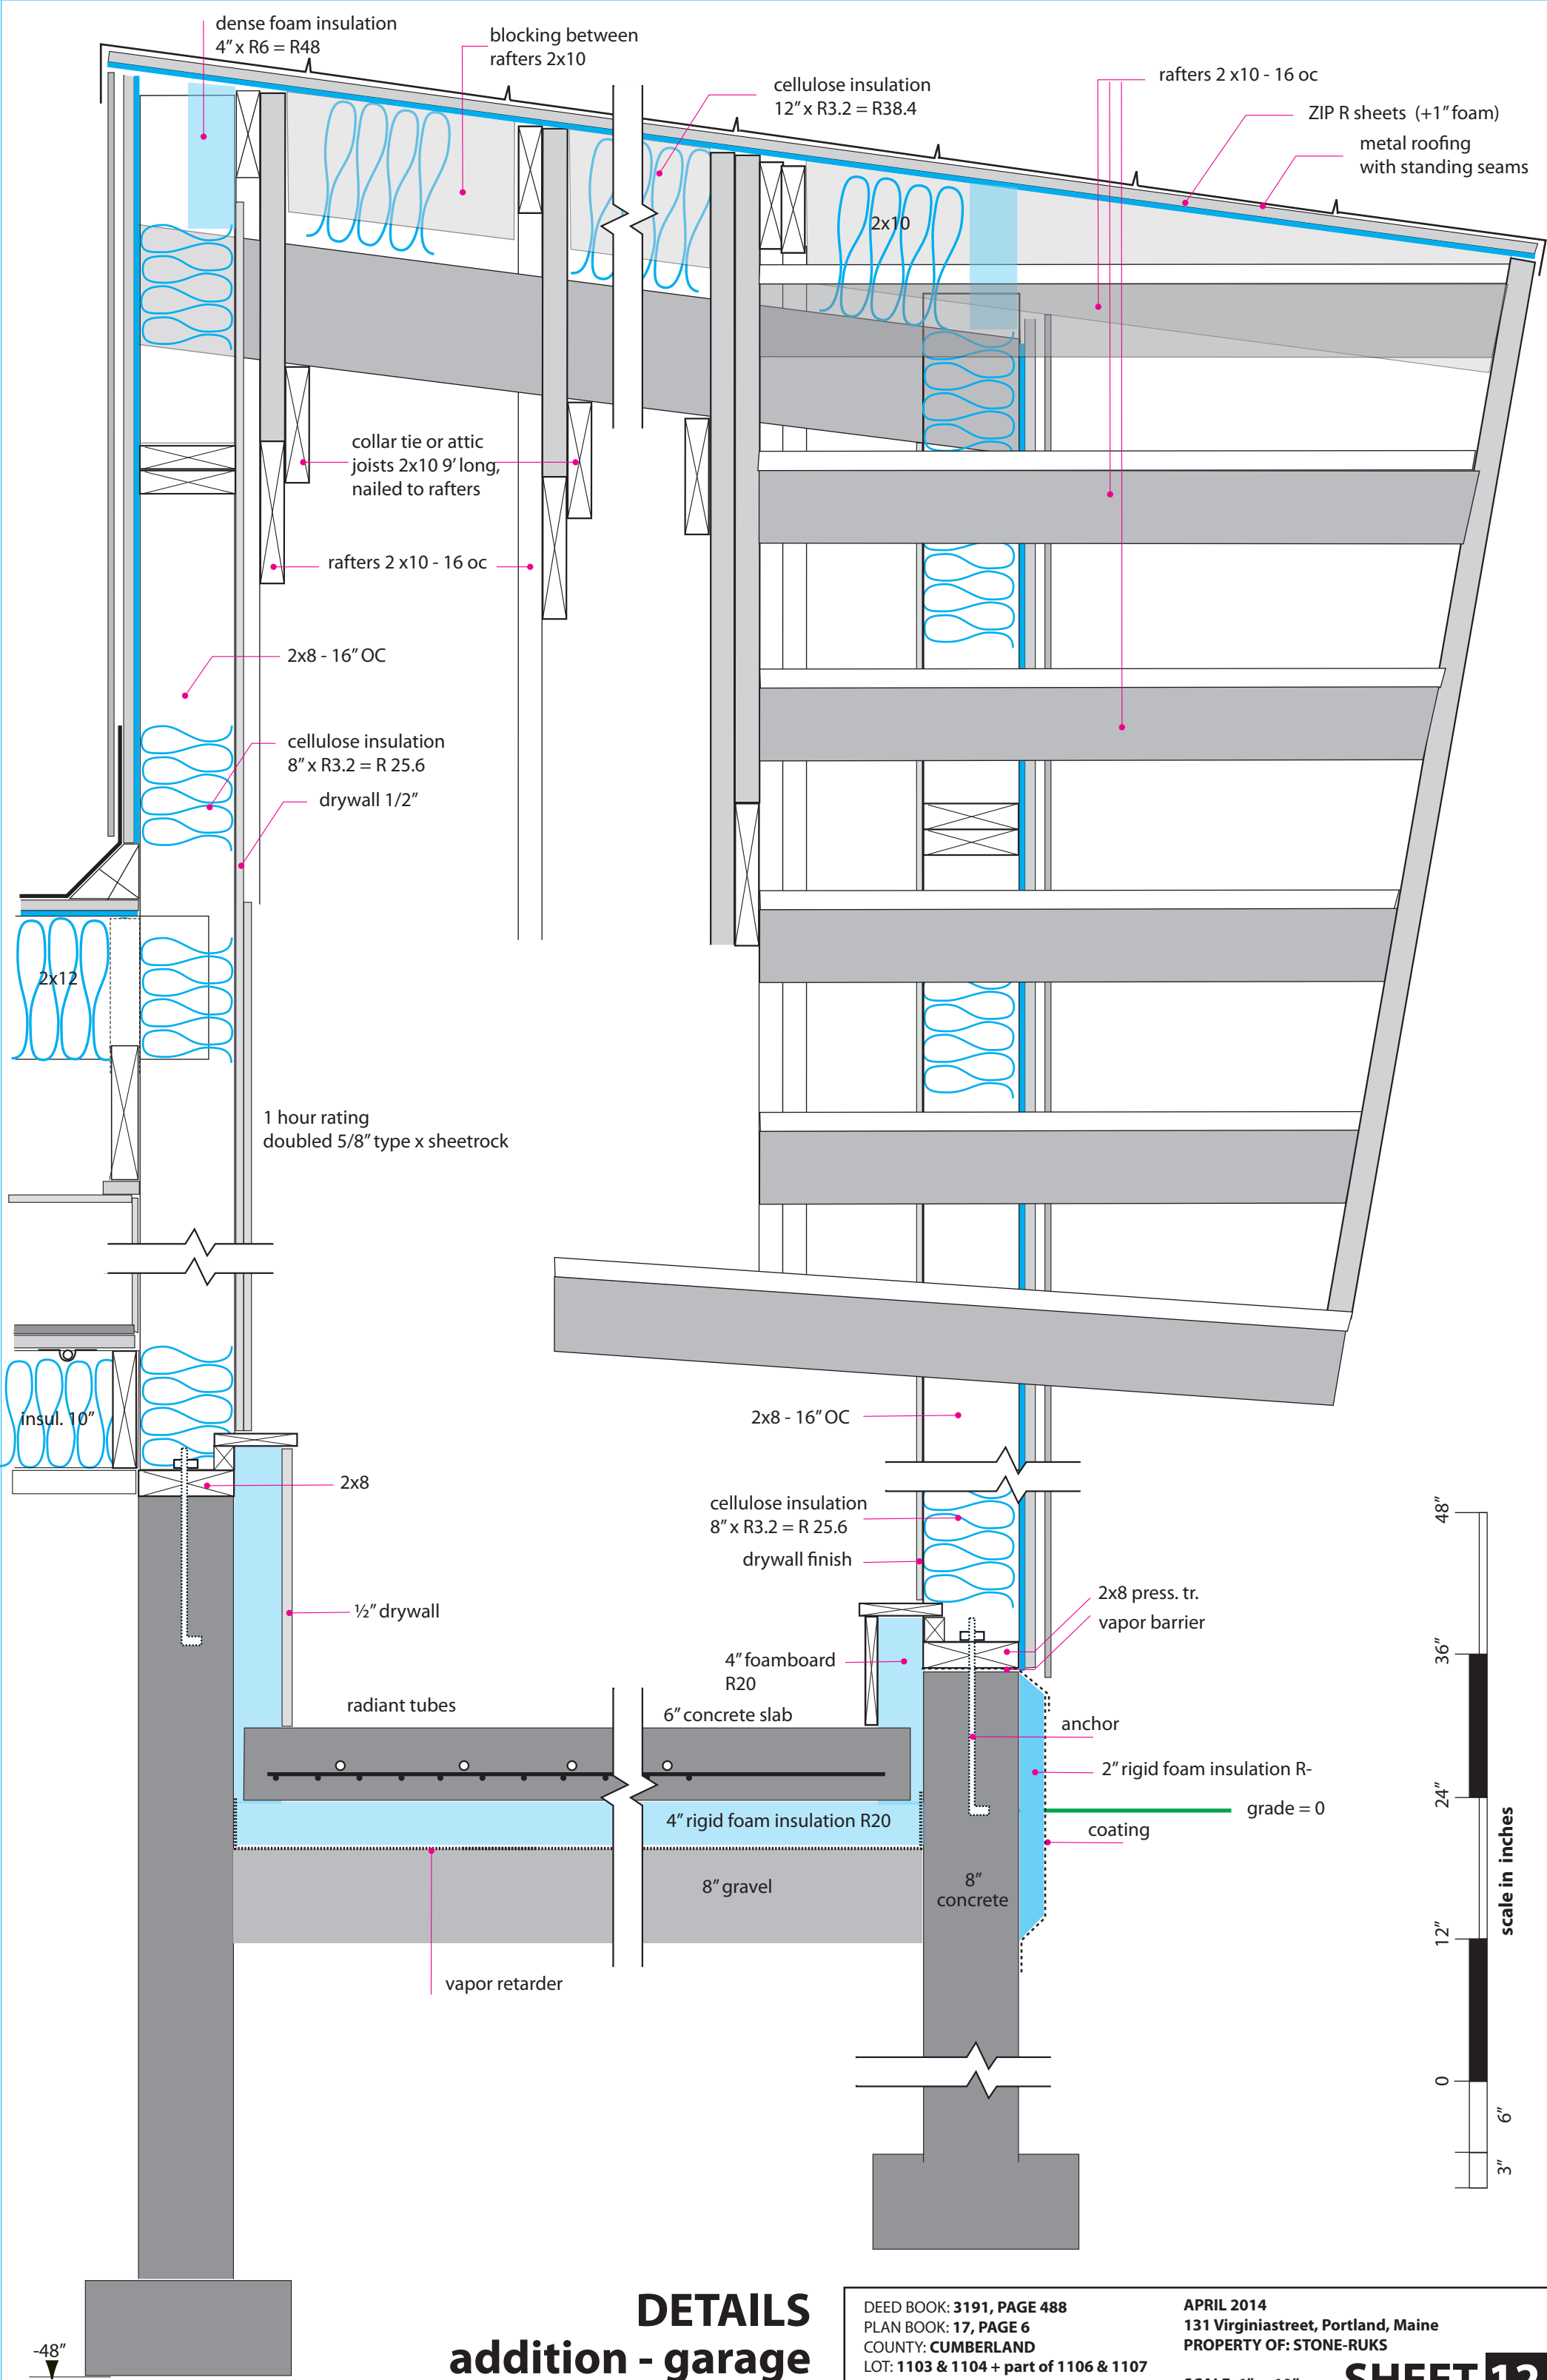 dense foam insulation
4” x R6 = R48
blocking between
rafters 2x10
cellulose insulation
12” x R3.2 = R38.4
rafters 2 x10 - 16 oc
ZIP R sheets (+1” foam)
metal roofing
with standing seams
2x10
collar tie or attic
joists 2x10 9’ long,
nailed to rafters
rafters 2 x10 - 16 oc
2x8 - 16” OC
cellulose insulation
8” x R3.2 = R 25.6
drywall 1/2”
2x12
1 hour rating
doubled 5/8” type x sheetrock
insul. 10”
2x8 - 16” OC
2x8
cellulose insulation
8” x R3.2 = R 25.6
drywall finish
½” drywall
2x8 press. tr.
vapor barrier
4” foamboard
R20
radiant tubes
6” concrete slab
anchor
2” rigid foam insulation R-
grade = 0
4” rigid foam insulation R20
coating
8” gravel
8”
concrete
vapor retarder
48”
36”
24”
12”
0
6”
3”
scale in inches
-48”
DETAILS
addition - garage
DEED BOOK: 3191, PAGE 488
PLAN BOOK: 17, PAGE 6
COUNTY: CUMBERLAND
LOT: 1103 & 1104 + part of 1106 & 1107
APRIL 2014
131 Virginiastreet, Portland, Maine
PROPERTY OF: STONE-RUKS
SHEET 12